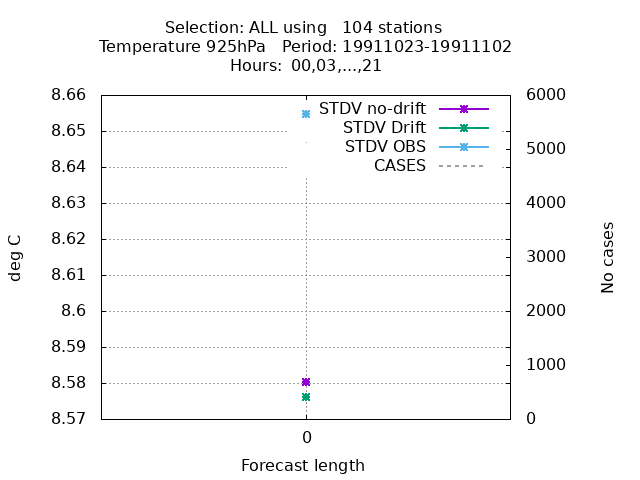 Selection: ALL using   104 stations
Temperature 925hPa   Period: 19911023-19911102
Hours:  00,03,...,21
8.66
8.65
8.64
8.63
8.62
8.61
8.6
8.59
8.58
8.57
deg C
STDV no-drift
STDV Drift
STDV OBS
CASES
6000
5000
4000
3000
2000
1000
0
No cases
0
Forecast length